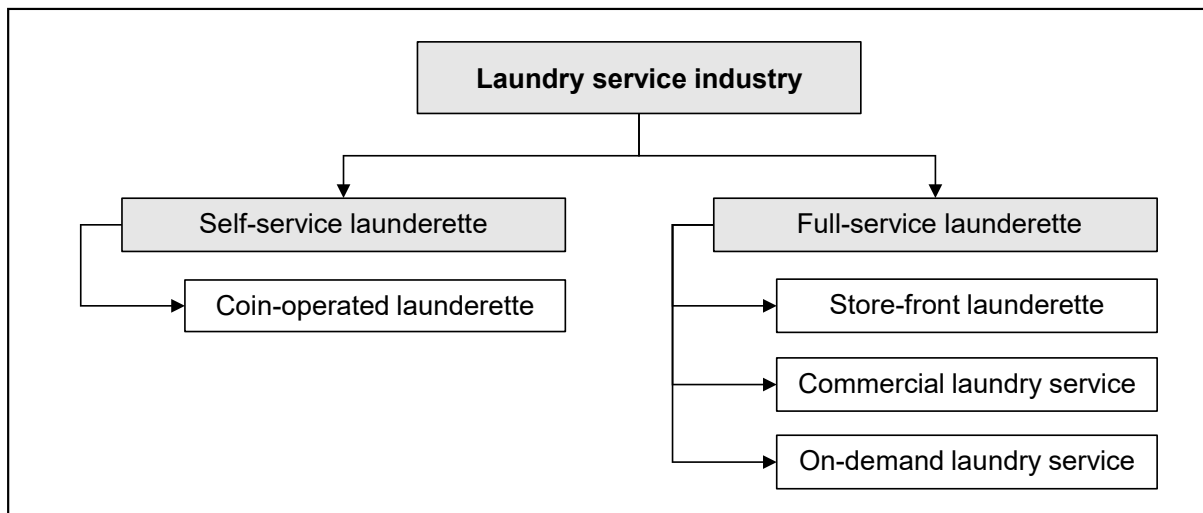 Laundry service industry
Self-service launderette
Full-service launderette
Coin-operated launderette
Store-front launderette
Commercial laundry service
On-demand laundry service